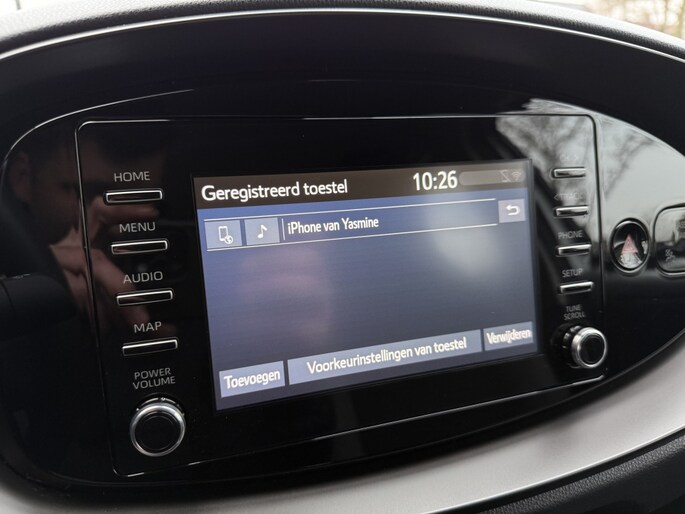 HOME
MENU
AUDIO
MAP
POWER
VOLUME
Geregistreerd toestel
10:26
iPhone van Yasmine
Toevoegen
Voorkeurinstellingen van toestel
Verwijderen
PHONE
SETUP
TUNE
SCROLL